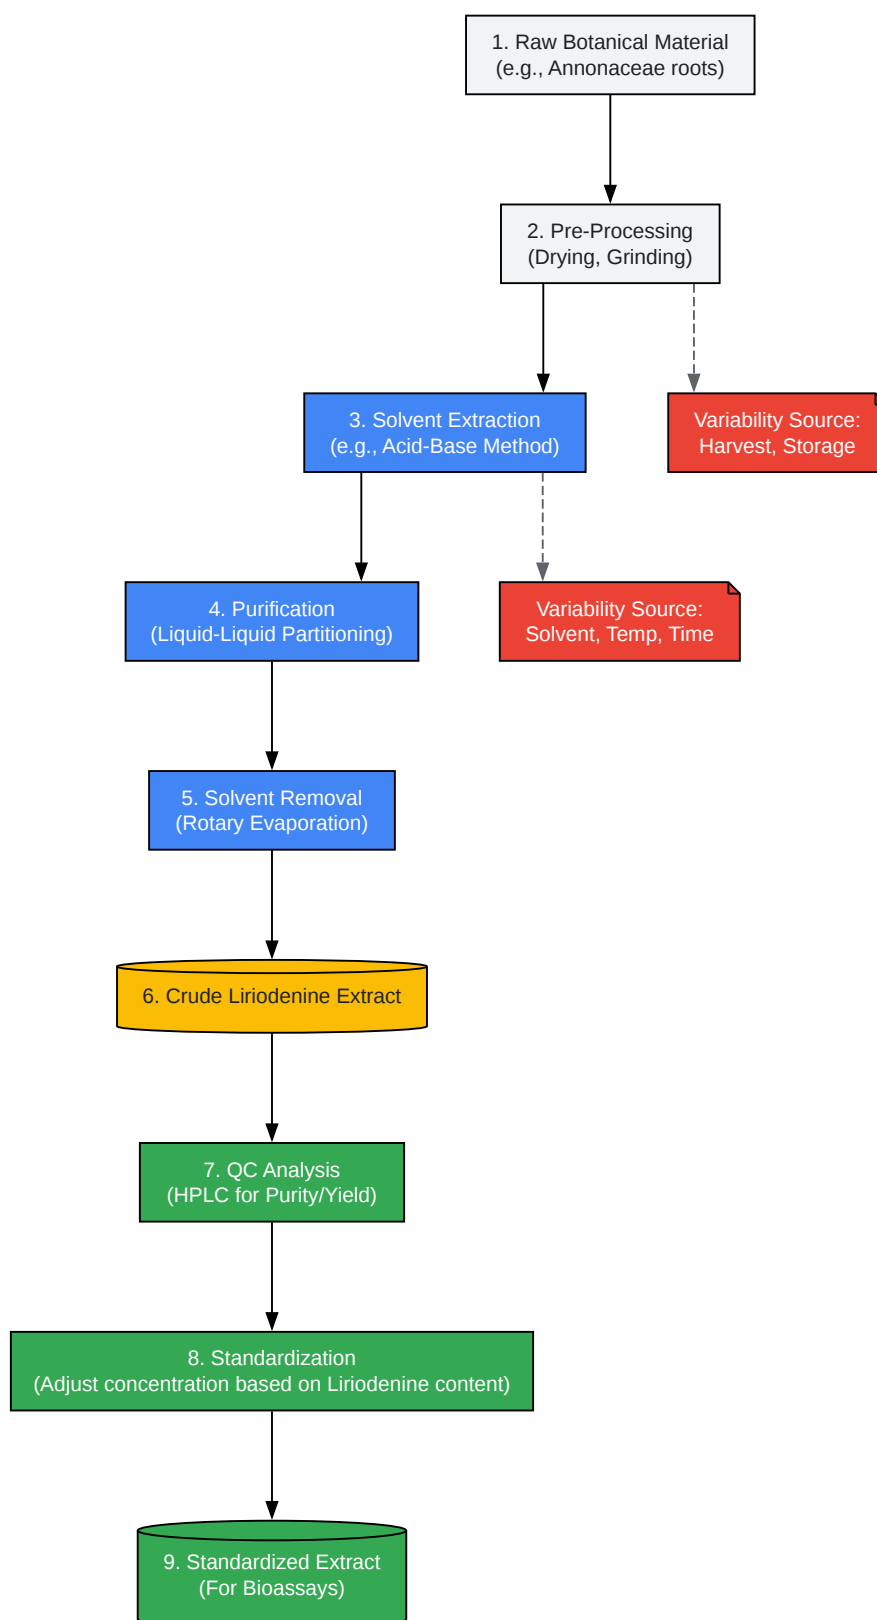 1. Raw Botanical Material
(e.g., Annonaceae roots)
2. Pre-Processing
(Drying, Grinding)
3. Solvent Extraction
(e.g., Acid-Base Method)
Variability Source:
Harvest, Storage
4. Purification
(Liquid-Liquid Partitioning)
Variability Source:
Solvent, Temp, Time
5. Solvent Removal
(Rotary Evaporation)
6. Crude Liriodenine Extract
7. QC Analysis
(HPLC for Purity/Yield)
8. Standardization
(Adjust concentration based on Liriodenine content)
9. Standardized Extract
(For Bioassays)